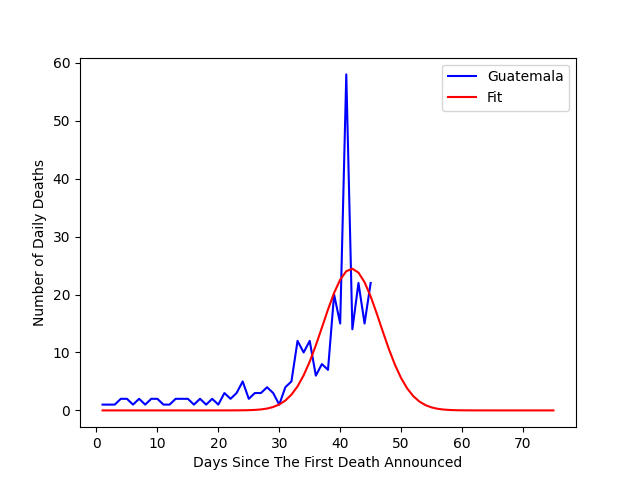 60
50
40
30
20
10
0
Number of Daily Deaths
Guatemala
Fit
0 10 20 30 40 50 60 70
Days Since The First Death Announced